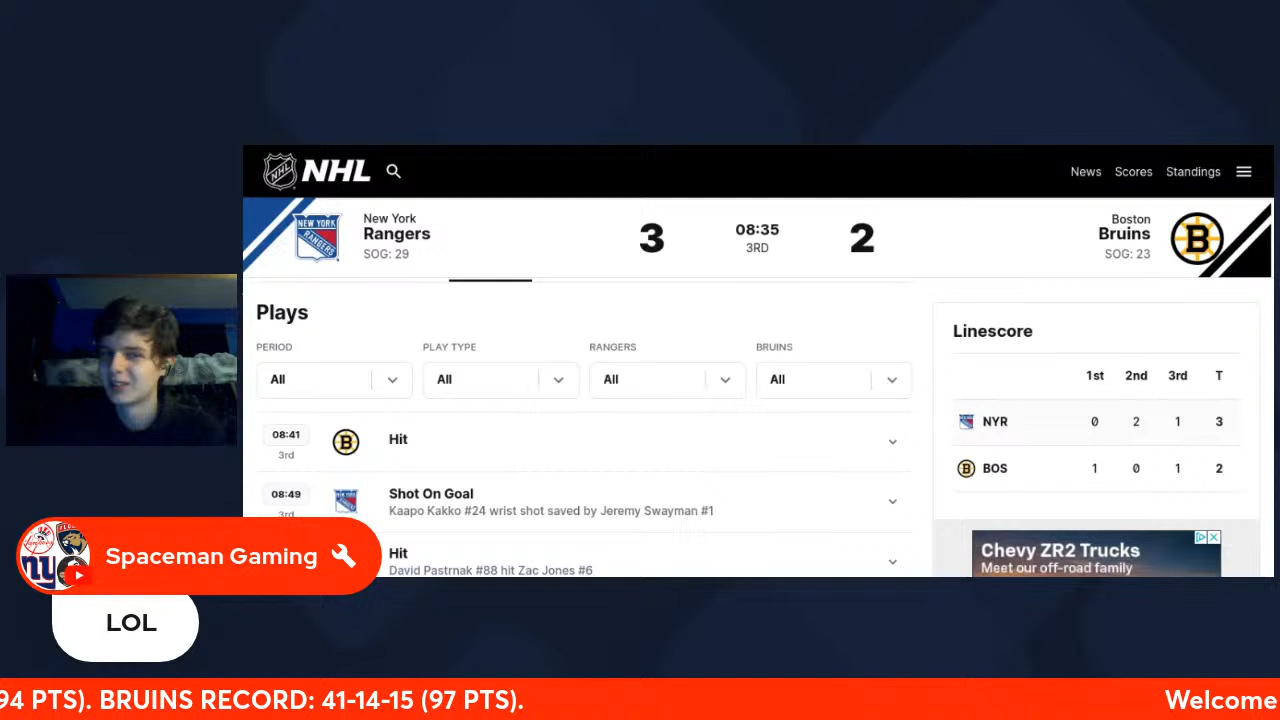 NHL
News Scores Standings
NEW YORK
RANGERS
New York
Rangers
SOG: 29
3
08:35
3RD
2
Boston
Bruins
SOG: 23
B
Plays
PERIOD PLAY TYPE RANGERS BRUINS
All All All All
08:41
3rd
B
Hit
08:49
3rd
Shot On Goal
Kaapo Kakko #24 wrist shot saved by Jeremy Swayman #1
Hit
David Pastrnak #88 hit Zac Jones #6
Linescore
1st 2nd 3rd T
NYR 0 2 1 3
BOS 1 0 1 2
Chevy ZR2 Trucks
Meet our off-road family
Spaceman Gaming
LOL
94 PTS). BRUINS RECORD: 41-14-15 (97 PTS).
Welcome